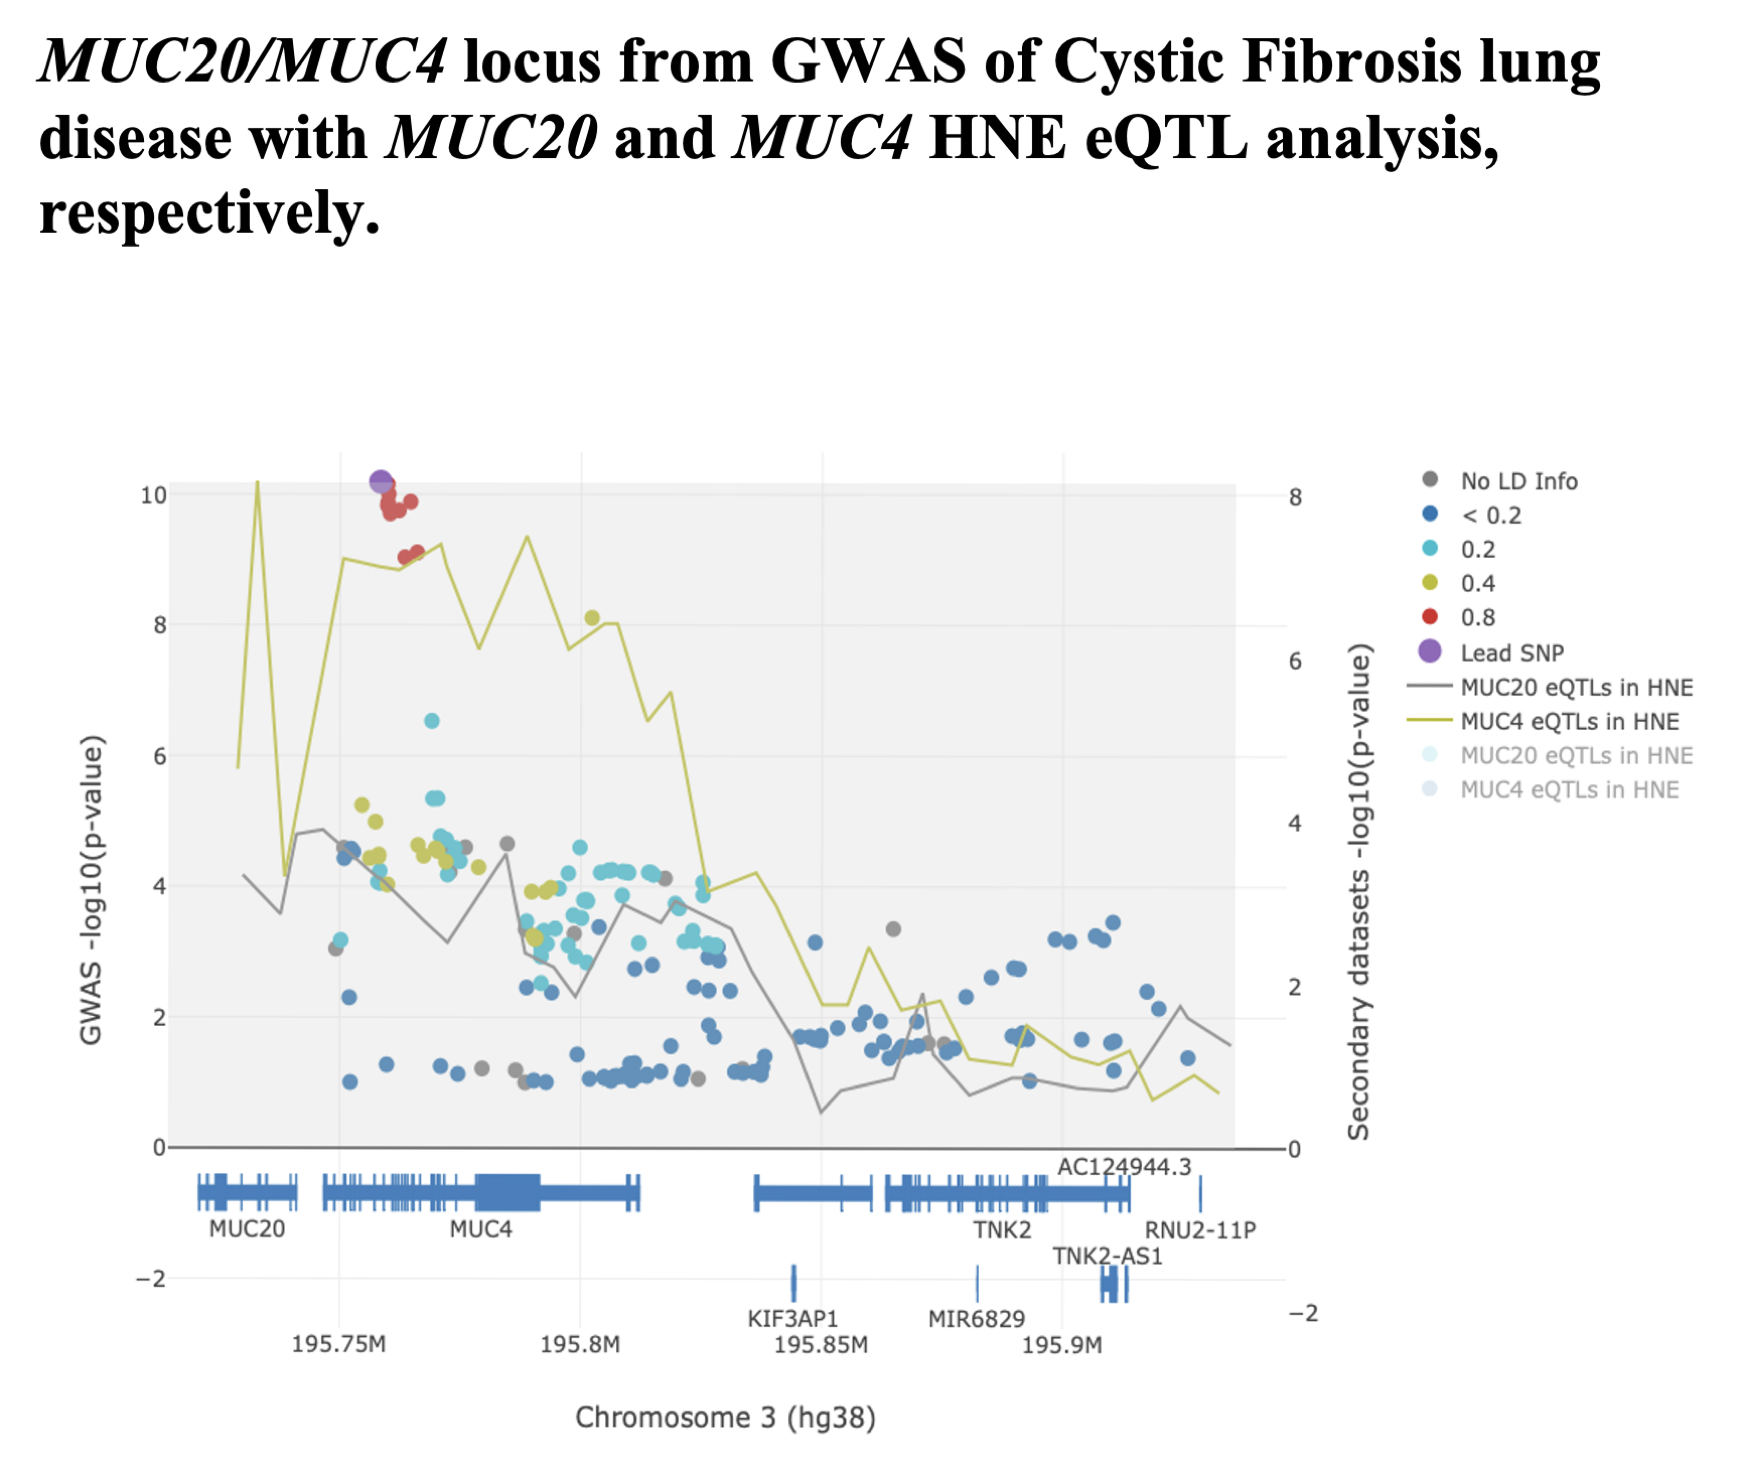 MUC20/MUC4 locus from GWAS of Cystic Fibrosis lung
disease with MUC20 and MUC4 HNE eQTL analysis,
respectively.
10
8
6
4
2
0
−2
GWAS -log10(p-value)
8
6
4
2
0
−2
Secondary datasets -log10(p-value)
No LD Info
< 0.2
0.2
0.4
0.8
Lead SNP
MUC20 eQTLs in HNE
MUC4 eQTLs in HNE
MUC20 eQTLs in HNE
MUC4 eQTLs in HNE
AC124944.3
MUC20
MUC4
TNK2
RNU2-11P
TNK2-AS1
KIF3AP1
MIR6829
195.75M
195.8M
195.85M
195.9M
Chromosome 3 (hg38)